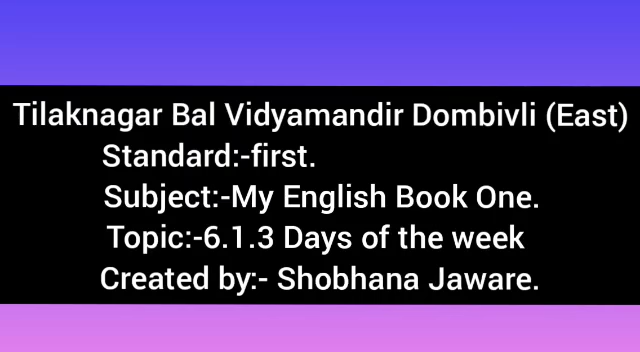 Tilaknagar Bal Vidyamandir Dombivli (East)
Standard:-first.
Subject:-My English Book One.
Topic:-6.1.3 Days of the week
Created by:- Shobhana Jaware.